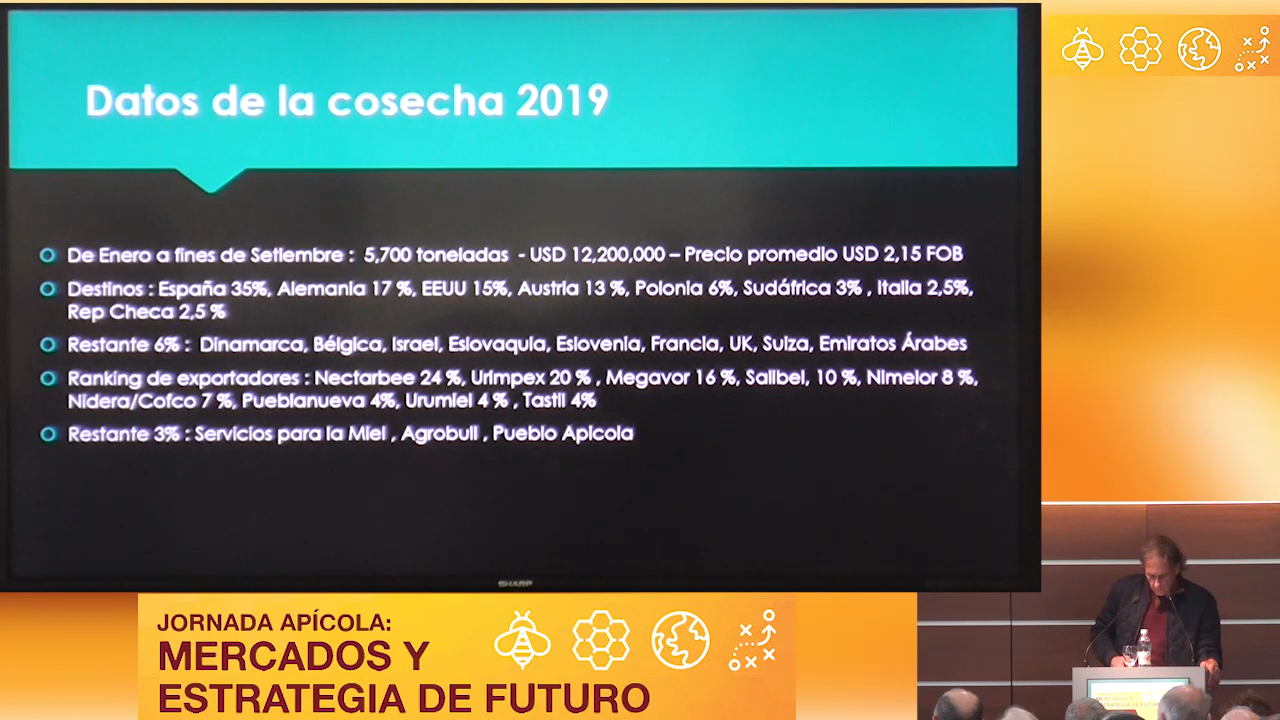 Datos de la cosecha 2019
De Enero a fines de Setiembre : 5,700 toneladas - USD 12,200,000 – Precio promedio USD 2,15 FOB
Destinos : España 35%, Alemania 17 %, EEUU 15%, Austria 13 %, Polonia 6%, Sudáfrica 3% , Italia 2,5%,
Rep Checa 2,5 %
Restante 6% : Dinamarca, Bélgica, Israel, Eslovaquia, Eslovenia, Francia, UK, Suiza, Emiratos Árabes
Ranking de exportadores : Nectarbee 24 %, Urimpex 20 % , Megavor 16 %, Salibel, 10 %, Nimelor 8 %,
Nidera/Cofco 7 %, Pueblanueva 4%, Urumiel 4 % , Tastil 4%
Restante 3% : Servicios para la Miel , Agrobull , Pueblo Apicola
SHARP
JORNADA APÍCOLA:
MERCADOS Y
ESTRATEGIA DE FUTURO
MERCADOS Y
ESTRATEGIA DE FUTURO